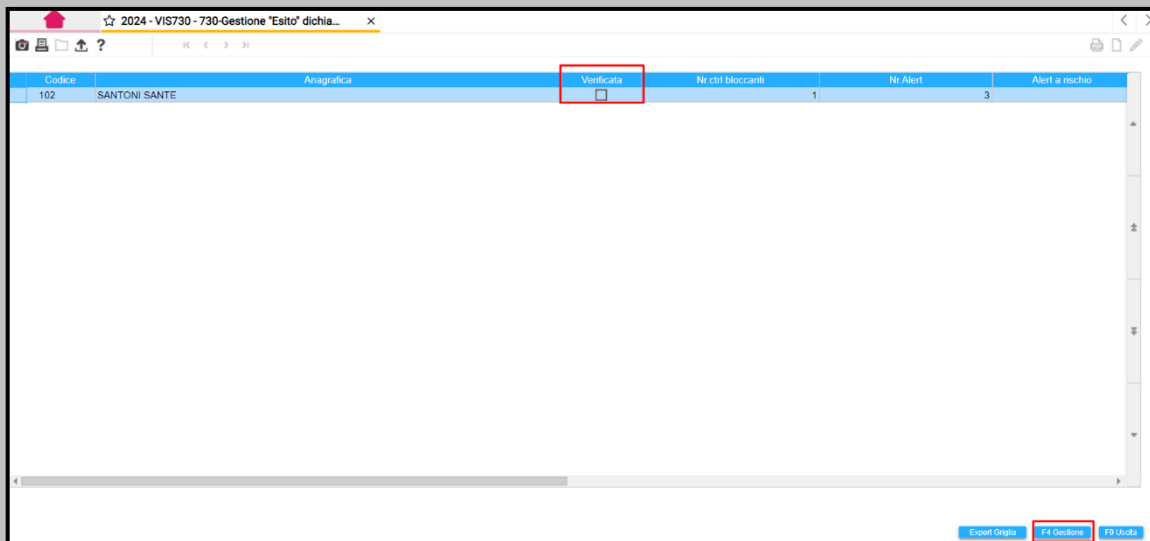 2024 - VIS730 - 730-Gestione "Esito" dichia... ×
?
Codice Anagrafica Verificata Nr.ctrl bloccanti Nr.Alert Alert a rischio
102 SANTONI SANTE 1 3
Export Griglia F4 Gestione F9 Uscita